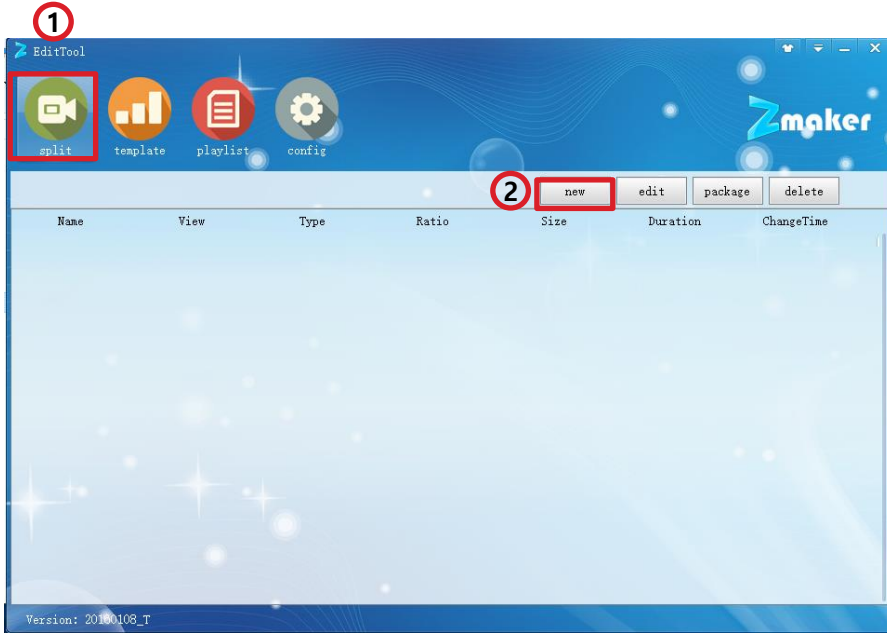 1
EditTool
Zmaker
split template playlist config
2 new edit package delete
Name View Type Ratio Size Duration ChangeTime
Version: 20160108_T